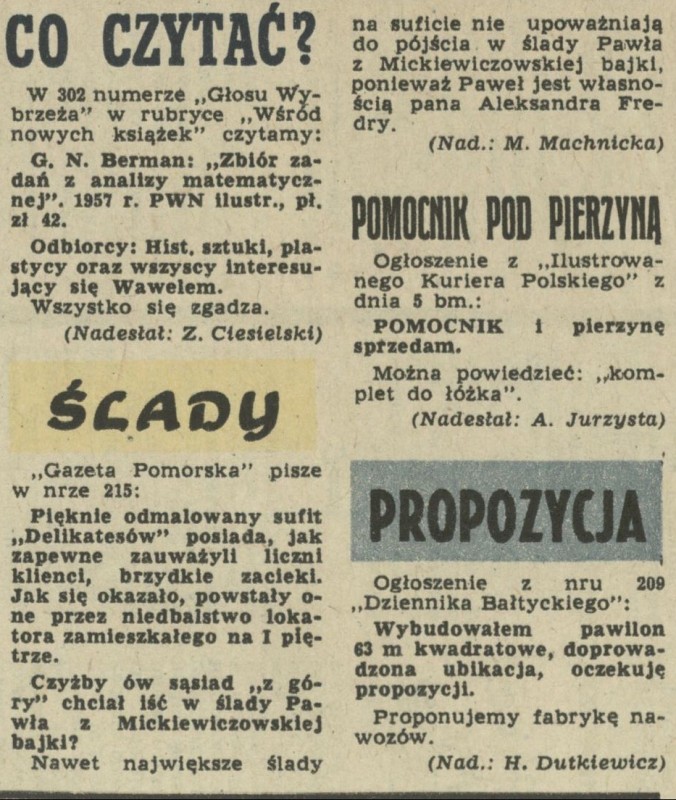 CO CZYTAĆ?
W 302 numerze „Głosu Wy-
brzeża” w rubryce „Wśród
nowych książek” czytamy:
G. N. Berman: „Zbiór za-
dań z analizy matematycz-
nej”. 1957 r. PWN ilustr., pł.
zł 42.
Odbiorcy: Hist. sztuki, pla-
stycy oraz wszyscy interesu-
jący się Wawelem.
Wszystko się zgadza.
(Nadesłał: Z. Ciesielski)
ŚLADY
„Gazeta Pomorska” pisze
w nrze 215:
Pięknie odmalowany sufit
„Delikatesów” posiada, jak
zapewne zauważyli liczni
klienci, brzydkie zacieki.
Jak się okazało, powstały o-
ne przez niedbalstwo loka-
tora zamieszkałego na I pię-
trze.
Czyżby ów sąsiad „z gó-
ry” chciał iść w ślady Pa-
wła z Mickiewiczowskiej
bajki?
Nawet największe ślady
na suficie nie upoważniają
do pójścia w ślady Pawła
z Mickiewiczowskiej bajki,
ponieważ Paweł jest własno-
ścią pana Aleksandra Fre-
dry.
(Nad.: M. Machnicka)
POMOCNIK POD PIERZYNĄ
Ogłoszenie z „Ilustrowa-
nego Kuriera Polskiego” z
dnia 5 bm.:
POMOCNIK i pierzynę
sprzedam.
Można powiedzieć: „kom-
plet do łóżka”.
(Nadesłał: A. Jurzysta)
PROPOZYCJA
Ogłoszenie z nru 209
„Dziennika Bałtyckiego”:
Wybudowałem pawilon
63 m kwadratowe, doprowa-
dzona ubikacja, oczekuję
propozycji.
Proponujemy fabrykę na-
wozów.
(Nad.: H. Dutkiewicz)